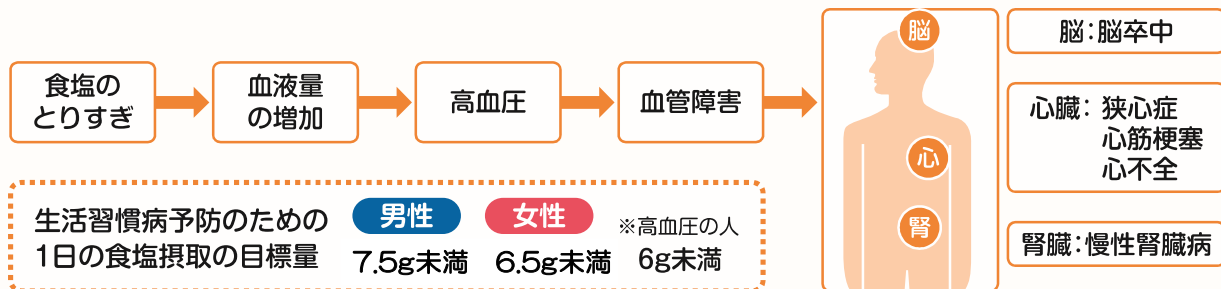 食塩の
とりすぎ
血液量
の増加
高血圧
血管障害
脳
心
腎
脳:脳卒中
心臓: 狭心症
心筋梗塞
心不全
腎臓:慢性腎臓病
生活習慣病予防のための
1日の食塩摂取の目標量
男性
7.5g未満
女性
6.5g未満
※高血圧の人
6g未満